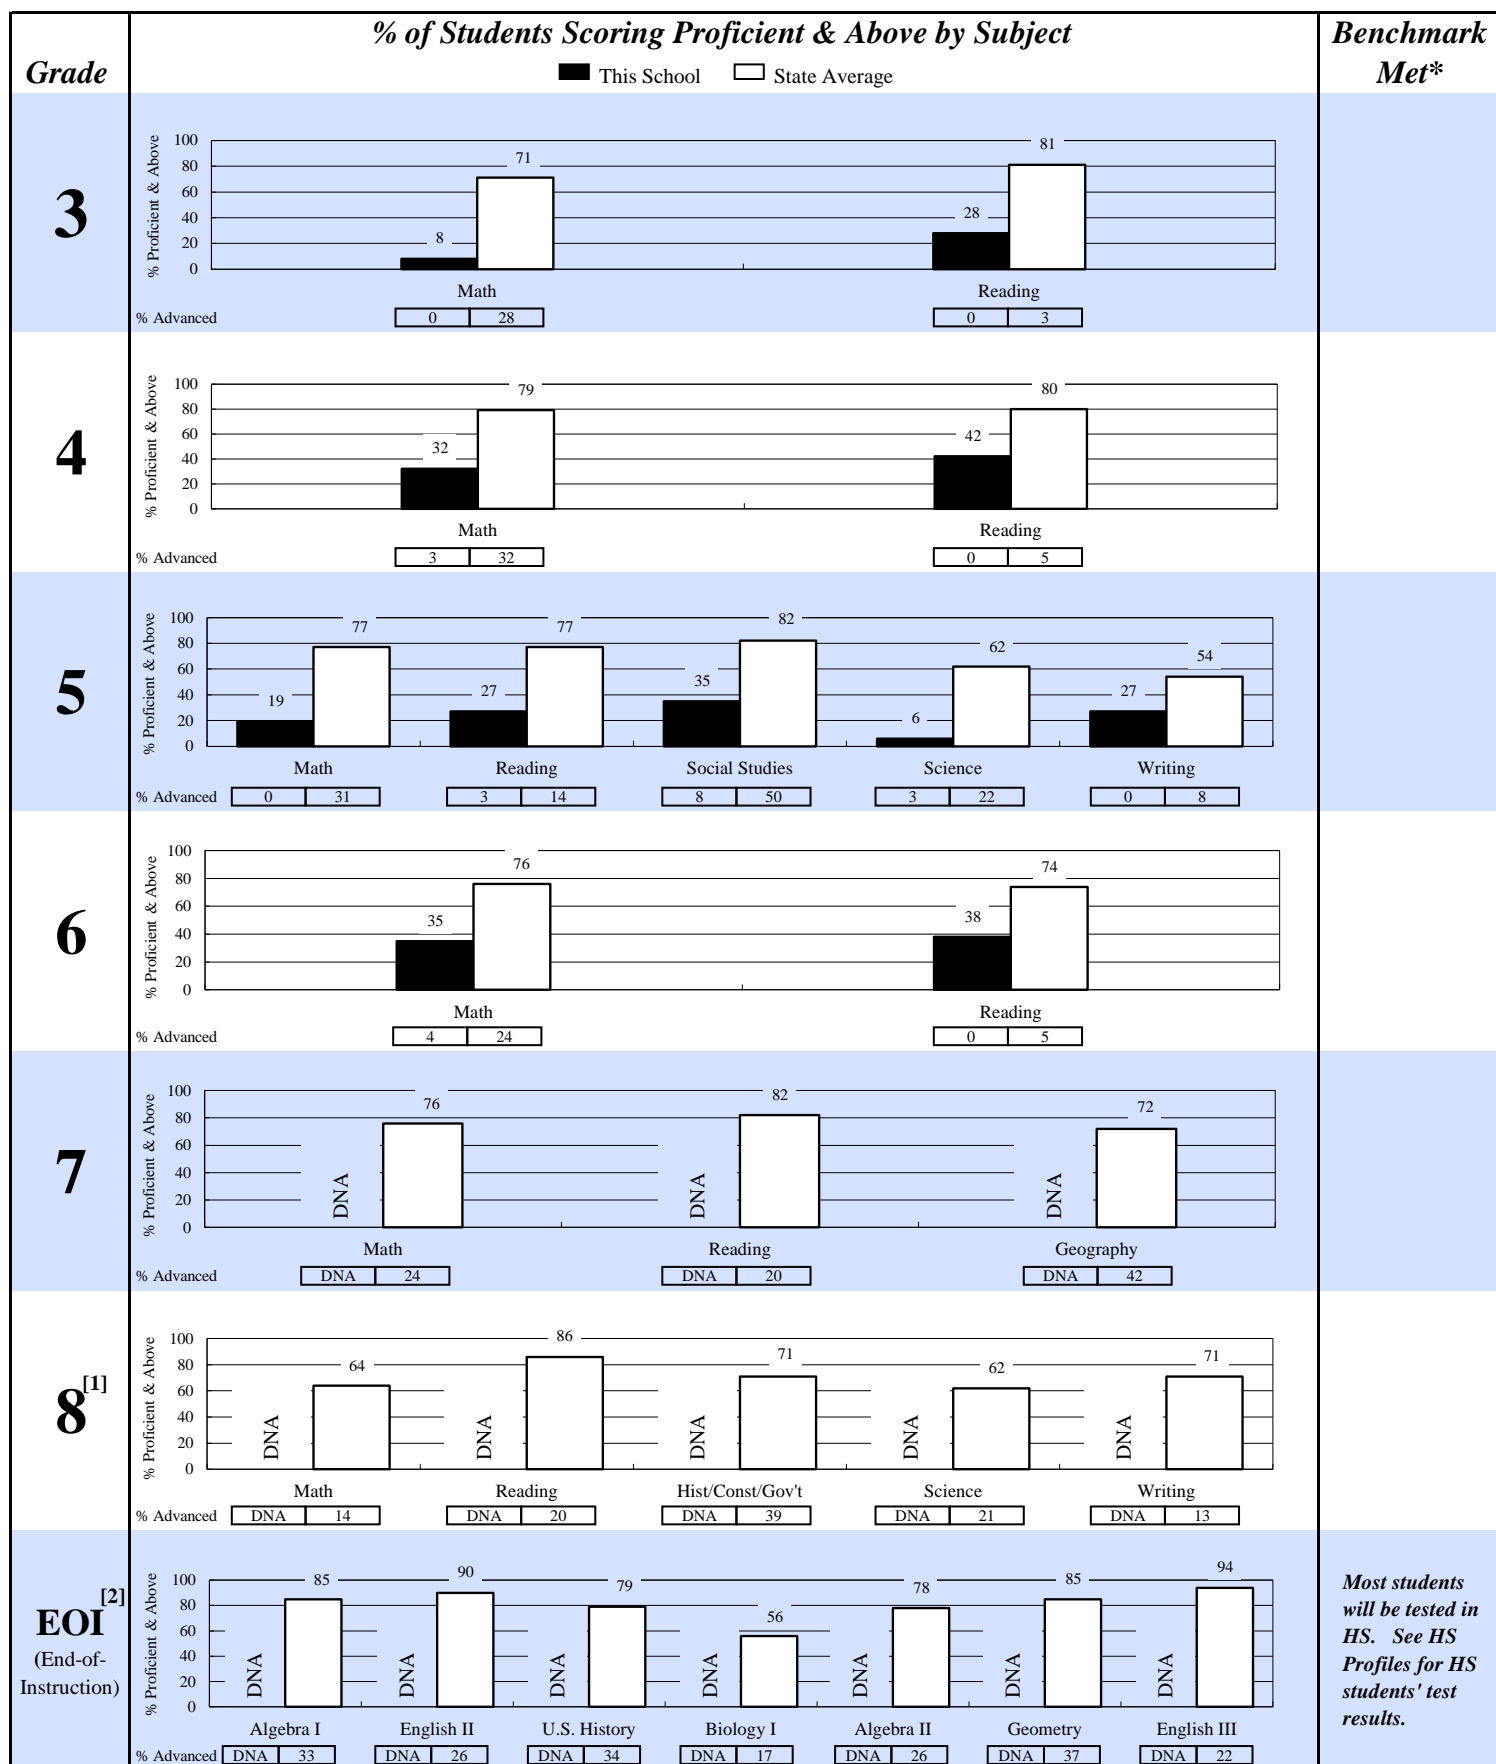 % of Students Scoring Proficient & Above by Subject
Benchmark
Met*
Grade
This School
State Average
3
% Proficient & Above
100
80
60
40
20
0
8
71
28
81
Math
Reading
% Advanced
0
28
0
3
4
% Proficient & Above
100
80
60
40
20
0
32
79
42
80
Math
Reading
% Advanced
3
32
0
5
5
% Proficient & Above
100
80
60
40
20
0
19
77
27
77
35
82
6
62
27
54
Math
Reading
Social Studies
Science
Writing
% Advanced
0
31
3
14
8
50
3
22
0
8
6
% Proficient & Above
100
80
60
40
20
0
35
76
38
74
Math
Reading
% Advanced
4
24
0
5
7
% Proficient & Above
100
80
60
40
20
0
DNA
76
DNA
82
DNA
72
Math
Reading
Geography
% Advanced
DNA
24
DNA
20
DNA
42
8[1]
% Proficient & Above
100
80
60
40
20
0
DNA
64
DNA
86
DNA
71
DNA
62
DNA
71
Math
Reading
Hist/Const/Gov't
Science
Writing
% Advanced
DNA
14
DNA
20
DNA
39
DNA
21
DNA
13
EOI[2]
(End-of-
Instruction)
% Proficient & Above
100
80
60
40
20
0
DNA
85
DNA
90
DNA
79
DNA
56
DNA
78
DNA
85
DNA
94
Algebra I
English II
U.S. History
Biology I
Algebra II
Geometry
English III
% Advanced
DNA
33
DNA
26
DNA
34
DNA
17
DNA
26
DNA
37
DNA
22
Most students
will be tested in
HS. See HS
Profiles for HS
students' test
results.